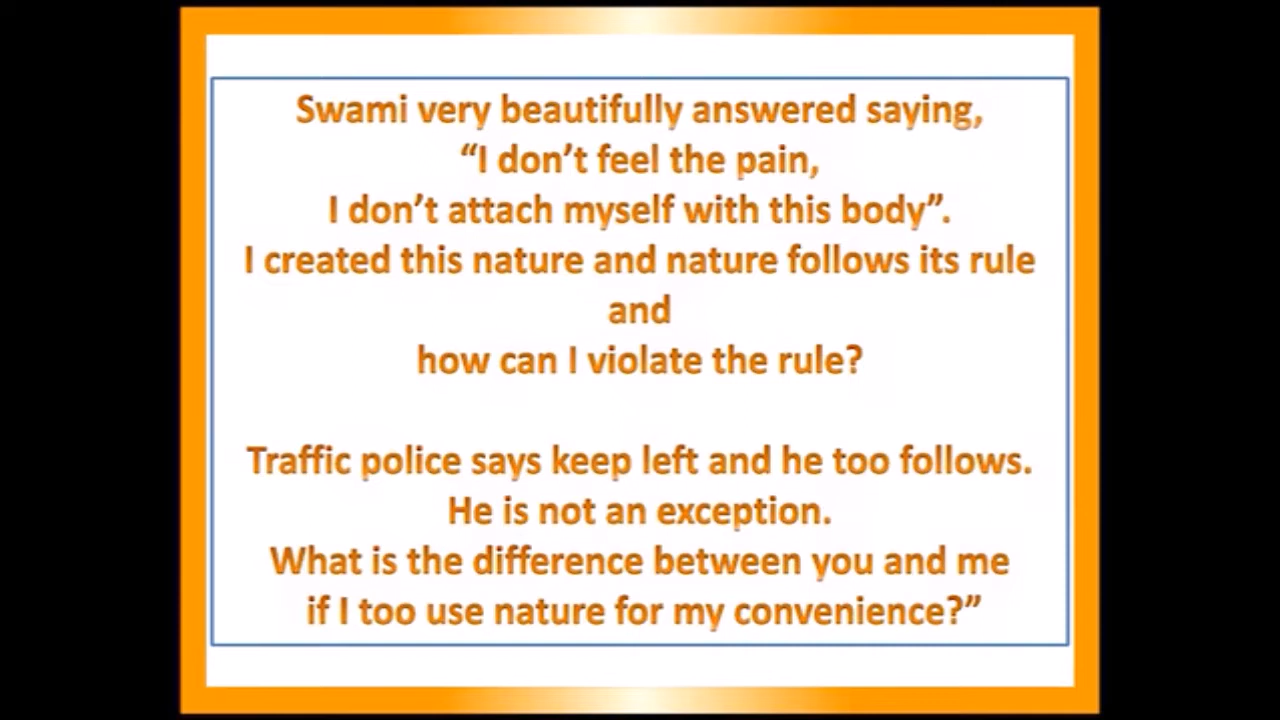 Swami very beautifully answered saying,
“I don’t feel the pain,
I don’t attach myself with this body”.
I created this nature and nature follows its rule
and
how can I violate the rule?
Traffic police says keep left and he too follows.
He is not an exception.
What is the difference between you and me
if I too use nature for my convenience?”